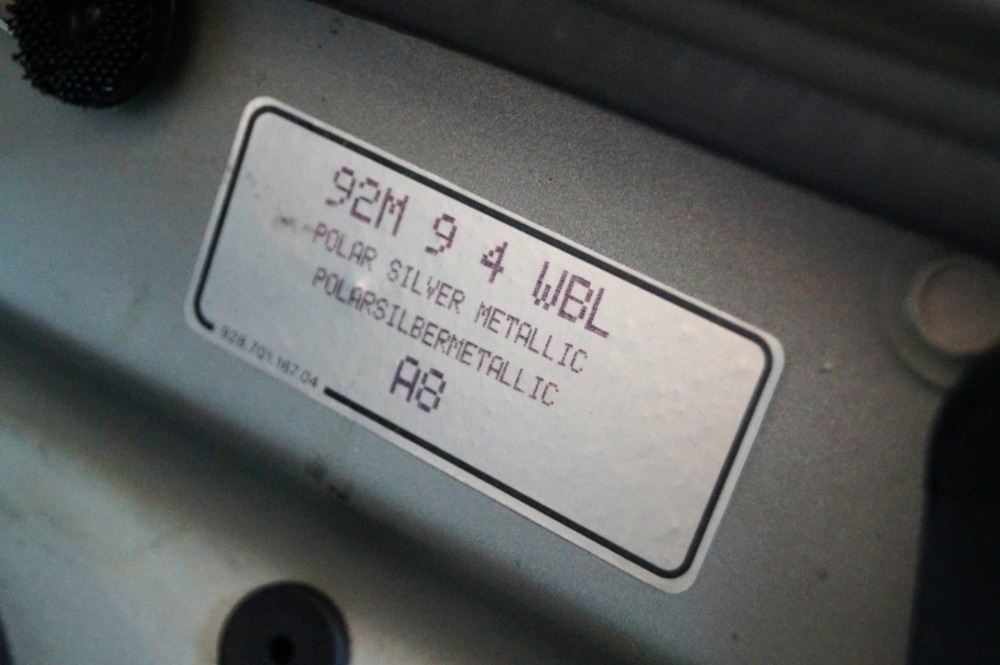 92M 9 4 WBL
POLAR SILVER METALLIC
POLARSILBERMETALLIC
A8
928.701.167.04